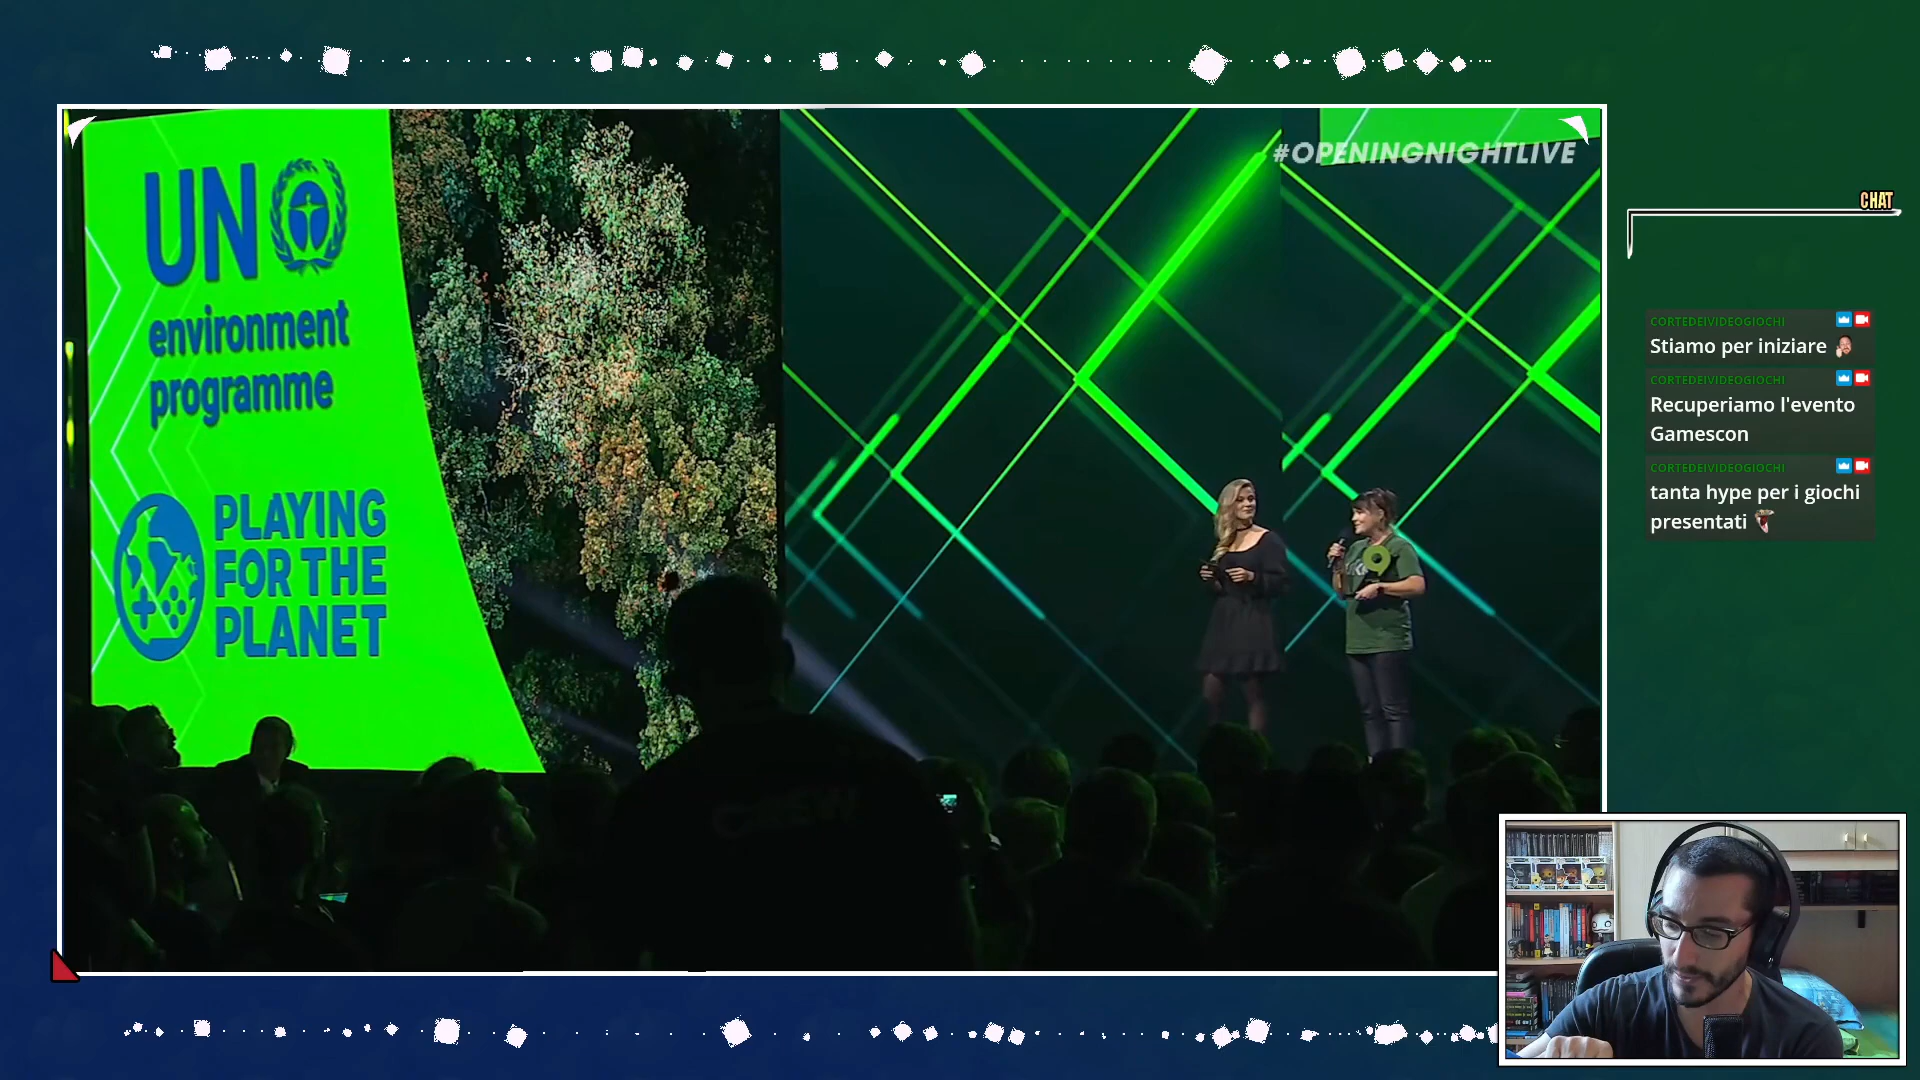 UN
environment
programme
PLAYING
FOR THE
PLANET
#OPENINGNIGHTLIVE
CHAT
CORTEDEIVIDEOGIOCHI
Stiamo per iniziare
CORTEDEIVIDEOGIOCHI
Recuperiamo l'evento
Gamescon
CORTEDEIVIDEOGIOCHI
tanta hype per i giochi
presentati
CREW